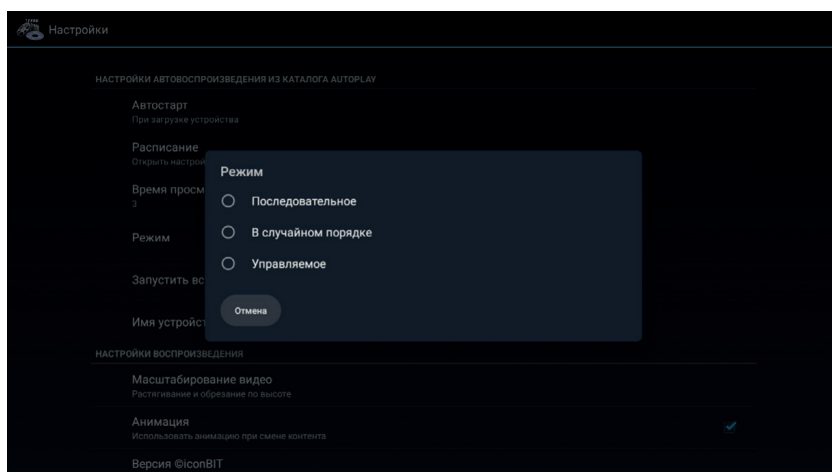 Настройки
НАСТРОЙКИ АВТОВОСПРОИЗВЕДЕНИЯ ИЗ КАТАЛОГА AUTOPLAY
Автостарт
При загрузке устройства
Расписание
Открыть настрой
Время просм
3
Режим
Запустить вс
Имя устройст
Режим
Последовательное
В случайном порядке
Управляемое
Отмена
НАСТРОЙКИ ВОСПРОИЗВЕДЕНИЯ
Масштабирование видео
Растягивание и обрезание по высоте
Анимация
Использовать анимацию при смене контента
Версия ©iconBIT